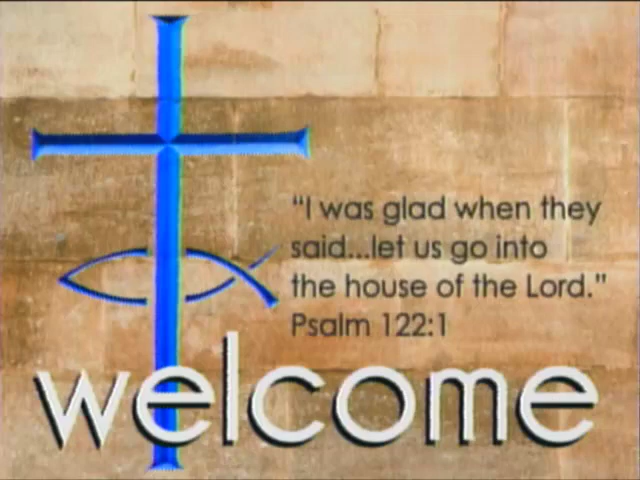 “I was glad when they
said...let us go into
the house of the Lord.”
Psalm 122:1
welcome